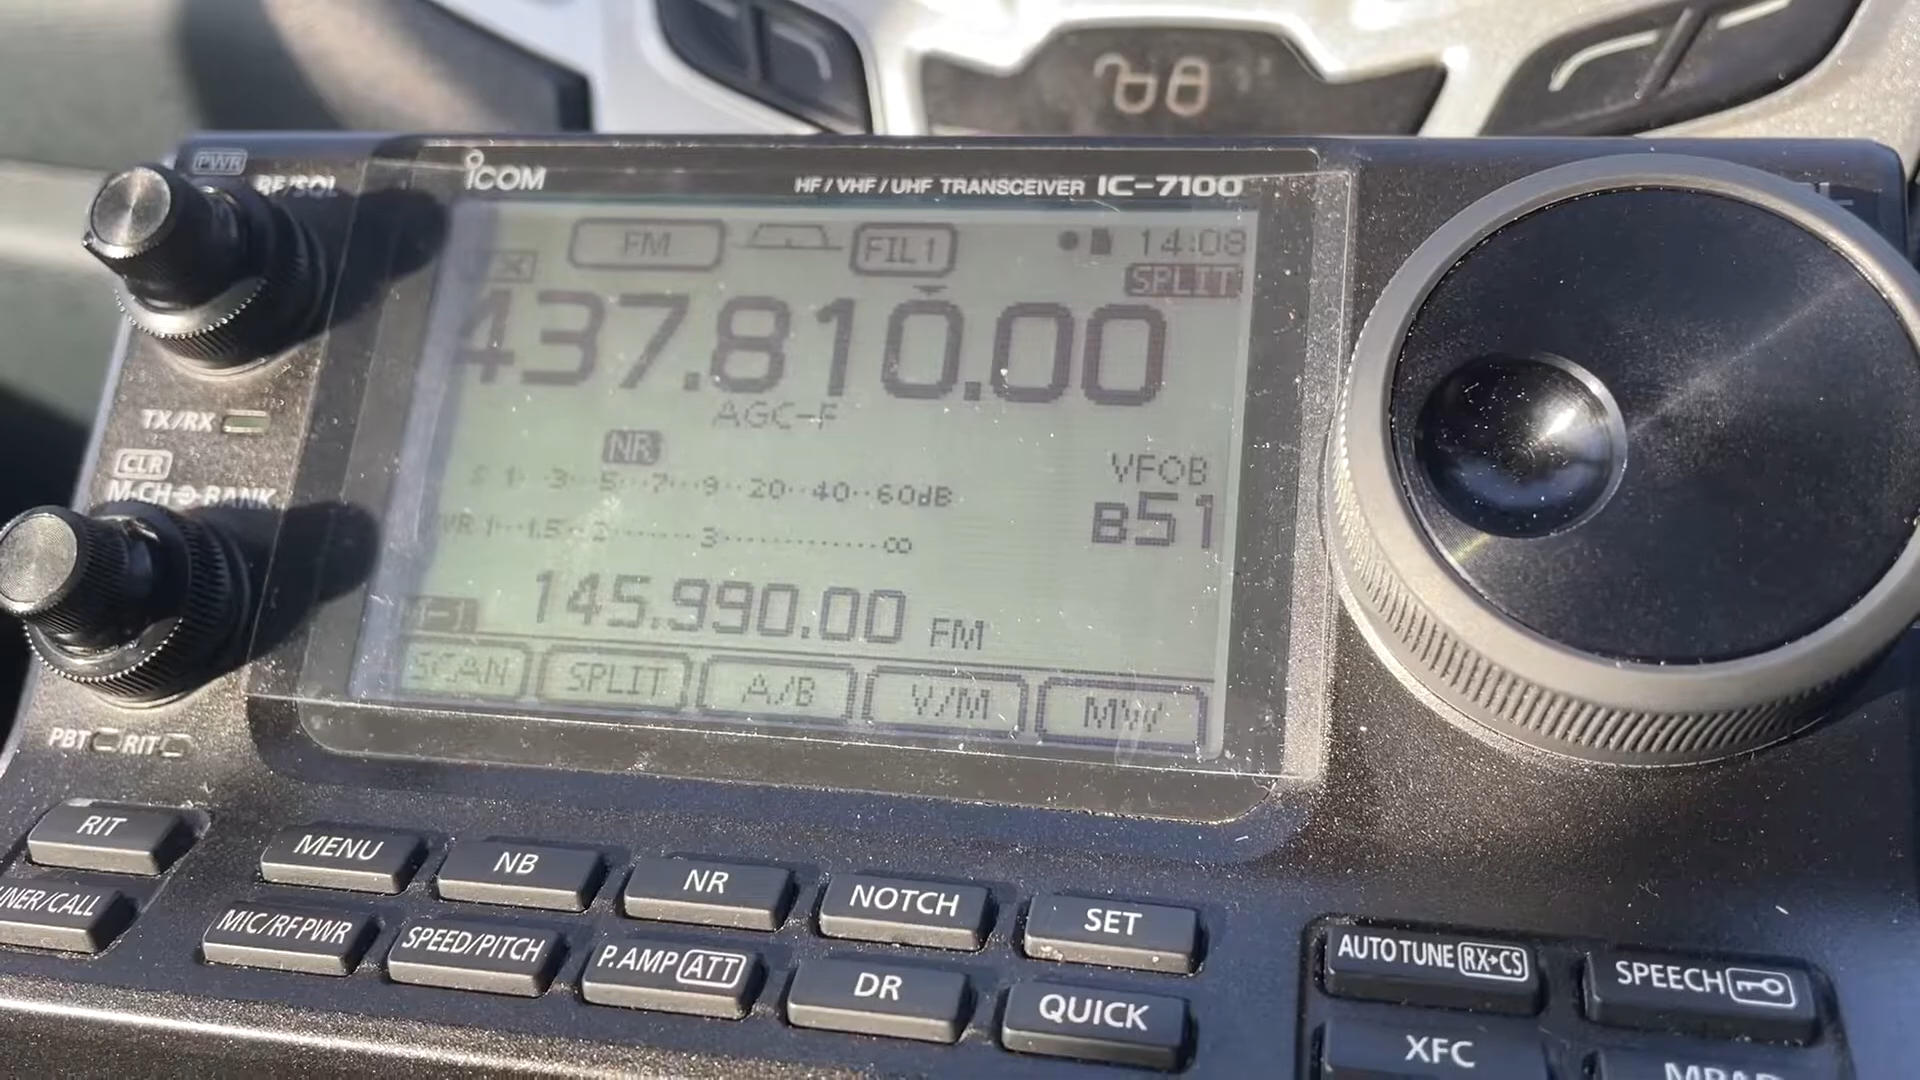 PWR
RF/SQL
ICOM
HF/VHF/UHF TRANSCEIVER IC-7100
FM FIL1 14:08
SPLIT
437.810.00
AGC-F
NR
S 1··3··5··7··9··20··40··60dB
VFOB
B51
1···1.5··2······3············∞
145.990.00 FM
SCAN SPLIT A/B V/M MW
TX/RX
CLR
M-CH BANK
PBT RIT
RIT MENU NB NR NOTCH SET
MIC/RF PWR SPEED/PITCH P.AMP ATT DR QUICK
AUTO TUNE RX▸CS SPEECH
XFC